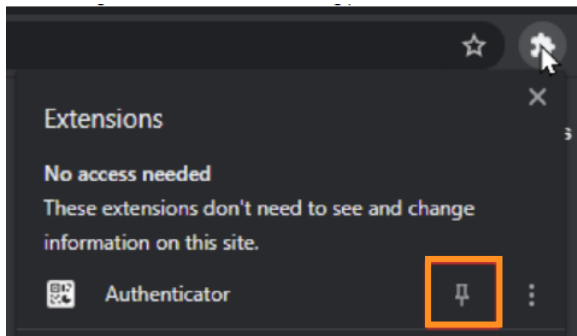 Extensions
No access needed
These extensions don't need to see and change
information on this site.
Authenticator